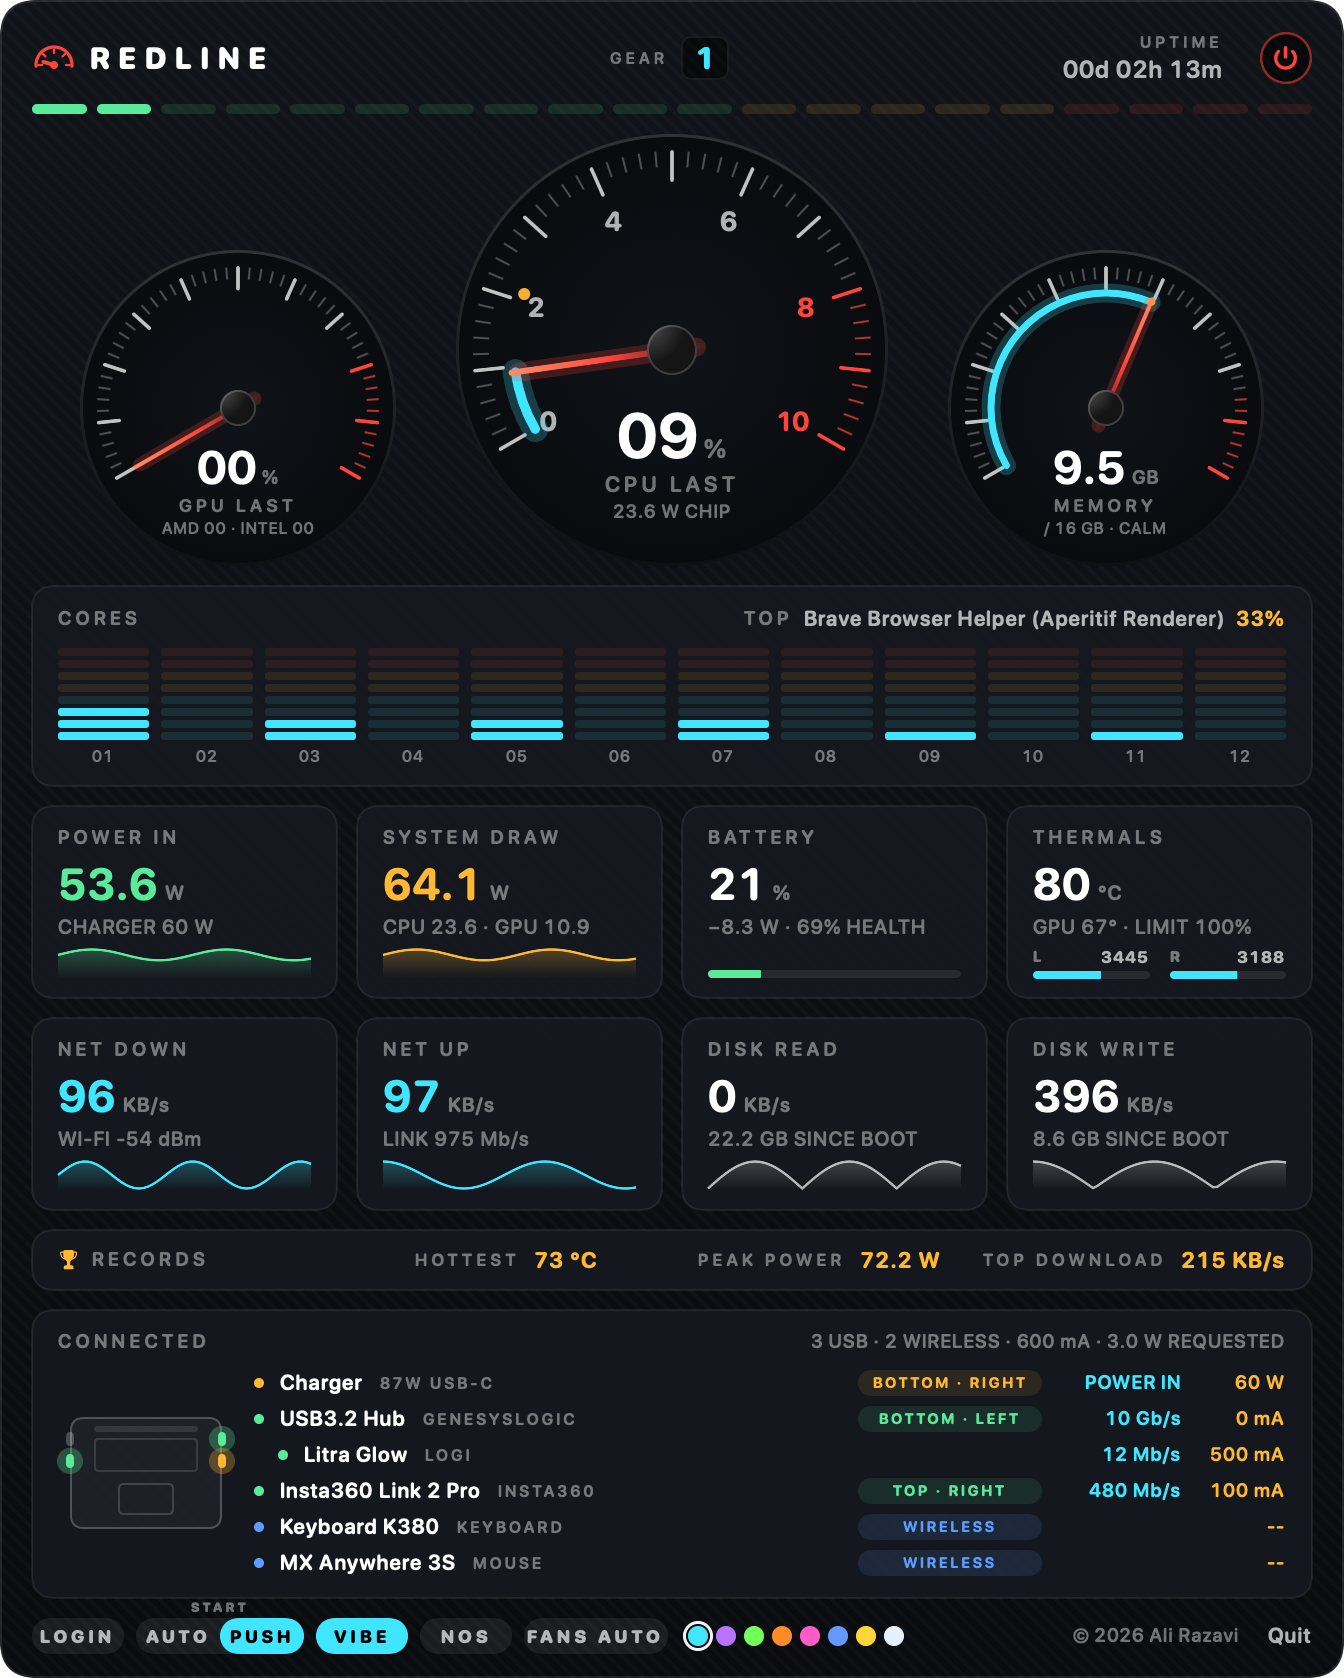 REDLINE
GEAR 1
UPTIME
00d 02h 13m
4 6
2 8
0 10
09 %
CPU LAST
23.6 W CHIP
00 %
GPU LAST
AMD 00 · INTEL 00
9.5 GB
MEMORY
/ 16 GB · CALM
CORES TOP Brave Browser Helper (Aperitif Renderer) 33%
01 02 03 04 05 06 07 08 09 10 11 12
POWER IN
53.6 W
CHARGER 60 W
SYSTEM DRAW
64.1 W
CPU 23.6 · GPU 10.9
BATTERY
21 %
−8.3 W · 69% HEALTH
THERMALS
80 °C
GPU 67° · LIMIT 100%
L 3445 R 3188
NET DOWN
96 KB/s
WI-FI -54 dBm
NET UP
97 KB/s
LINK 975 Mb/s
DISK READ
0 KB/s
22.2 GB SINCE BOOT
DISK WRITE
396 KB/s
8.6 GB SINCE BOOT
RECORDS HOTTEST 73 °C PEAK POWER 72.2 W TOP DOWNLOAD 215 KB/s
CONNECTED 3 USB · 2 WIRELESS · 600 mA · 3.0 W REQUESTED
Charger 87W USB-C BOTTOM · RIGHT POWER IN 60 W
USB3.2 Hub GENESYSLOGIC BOTTOM · LEFT 10 Gb/s 0 mA
Litra Glow LOGI 12 Mb/s 500 mA
Insta360 Link 2 Pro INSTA360 TOP · RIGHT 480 Mb/s 100 mA
Keyboard K380 KEYBOARD WIRELESS --
MX Anywhere 3S MOUSE WIRELESS --
START
LOGIN AUTO PUSH VIBE NOS FANS AUTO © 2026 Ali Razavi Quit